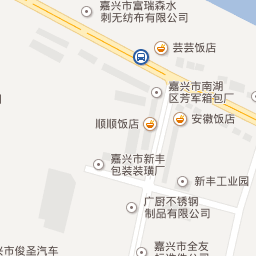 嘉兴市富瑞森水
刺无纺布有限公司
芸芸饭店
嘉兴市南湖
区芳军箱包厂
顺顺饭店
安徽饭店
嘉兴市新丰
包装装璜厂
新丰工业园
广厨不锈钢
制品有限公司
兴市俊圣汽车
嘉兴市全友